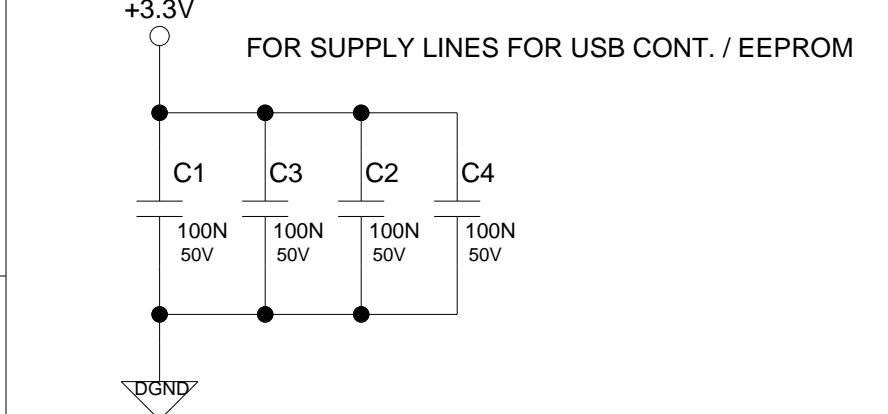 +3.3V
FOR SUPPLY LINES FOR USB CONT. / EEPROM
C1 C3 C2 C4
100N 100N 100N 100N
50V 50V 50V 50V
DGND